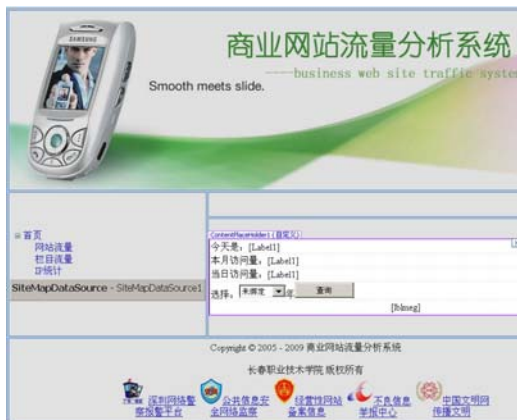 SAMSUNG
商业网站流量分析系统
----business web site traffic system
Smooth meets slide.
首页
网站流量
栏目流量
IP统计
SiteMapDataSource - SiteMapDataSource1
ContentPlaceHolder1 (自定义)
今天是：[Label1]
本月访问量：[Label1]
当日访问量：[Label1]
选择：未绑定 年 查询
[lblmsg]
Copyright © 2005 - 2009 商业网站流量分析系统
长春职业技术学院 版权所有
深圳网络警 公共信息安 经营性网站 不良信息 中国文明网
察报警平台 全网络监察 备案信息 举报中心 传播文明